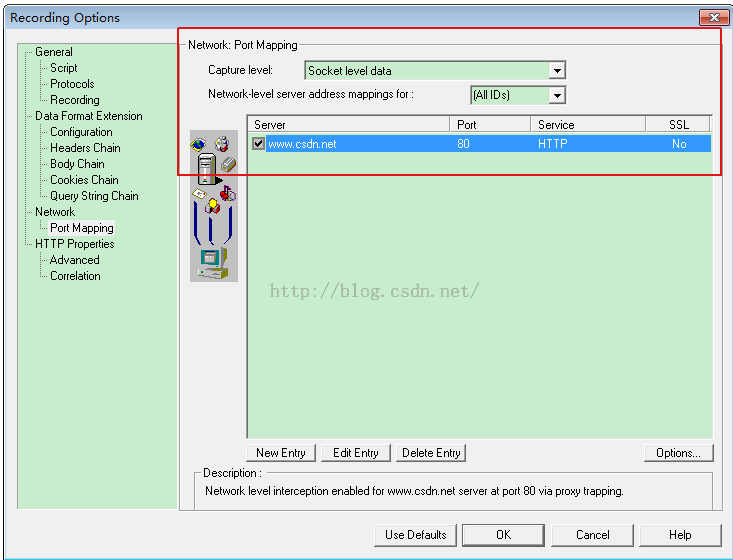 Recording Options
General
Script
Protocols
Recording
Data Format Extension
Configuration
Headers Chain
Body Chain
Cookies Chain
Query String Chain
Network
Port Mapping
HTTP Properties
Advanced
Correlation
Network: Port Mapping
Capture level: Socket level data
Network-level server address mappings for : (All IDs)
Server Port Service SSL
www.csdn.net 80 HTTP No
http://blog.csdn.net/
New Entry Edit Entry Delete Entry Options...
Description :
Network level interception enabled for www.csdn.net server at port 80 via proxy trapping.
Use Defaults OK Cancel Help